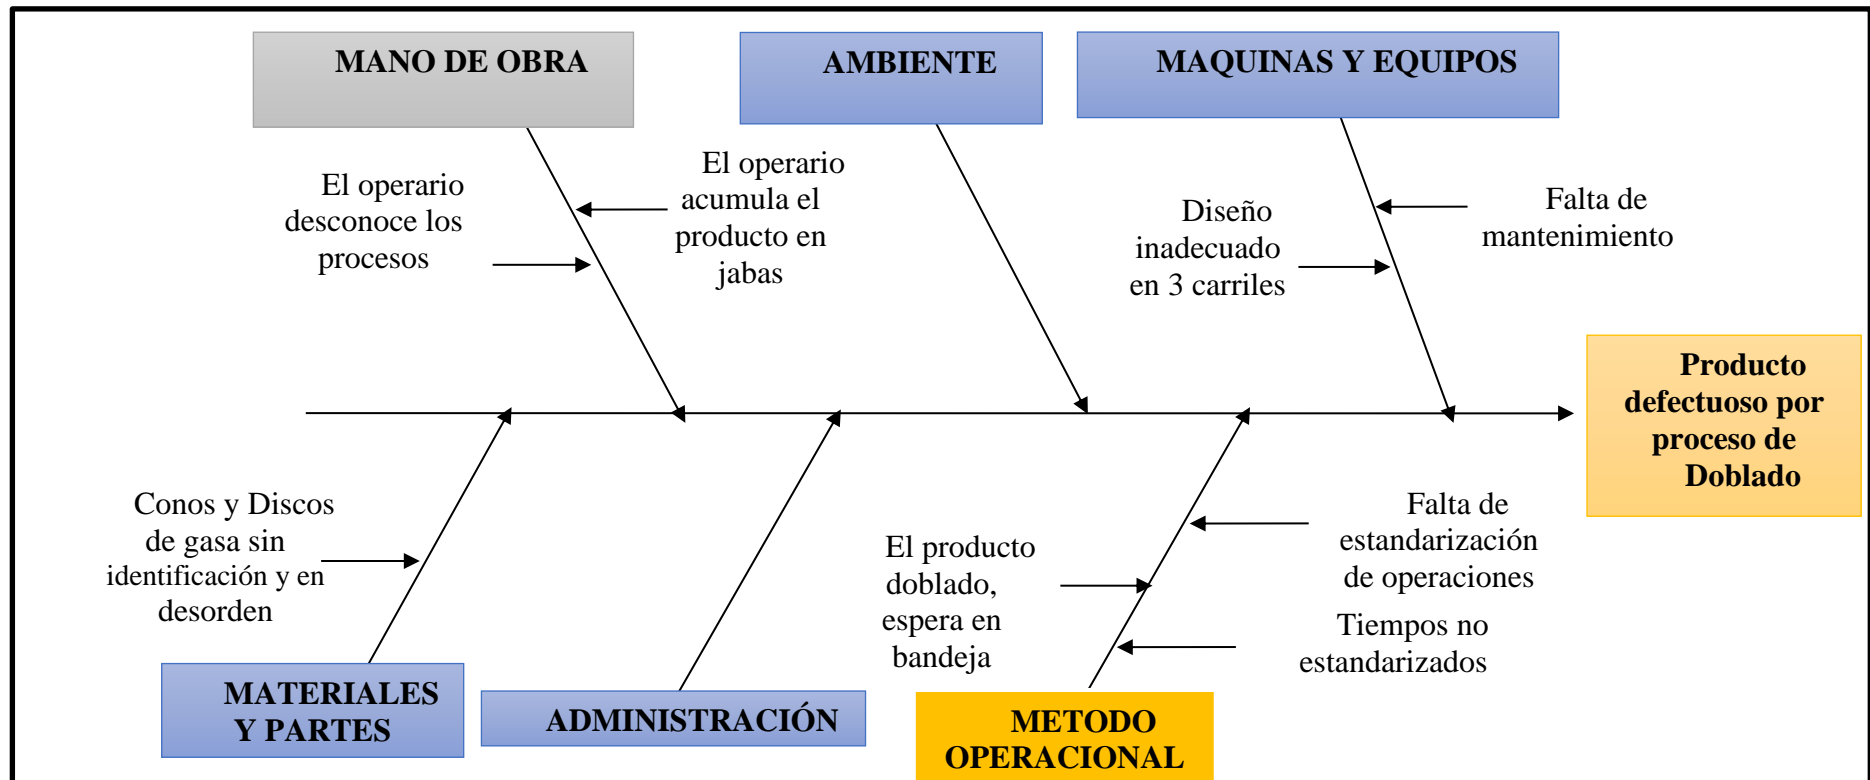 MANO DE OBRA
AMBIENTE
MAQUINAS Y EQUIPOS
El operario
desconoce los
procesos
El operario
acumula el
producto en
jabas
Diseño
inadecuado
en 3 carriles
Falta de
mantenimiento
Producto
defectuoso por
proceso de
Doblado
Conos y Discos
de gasa sin
identificación y en
desorden
El producto
doblado,
espera en
bandeja
Falta de
estandarización
de operaciones
Tiempos no
estandarizados
MATERIALES
Y PARTES
ADMINISTRACIÓN
METODO
OPERACIONAL